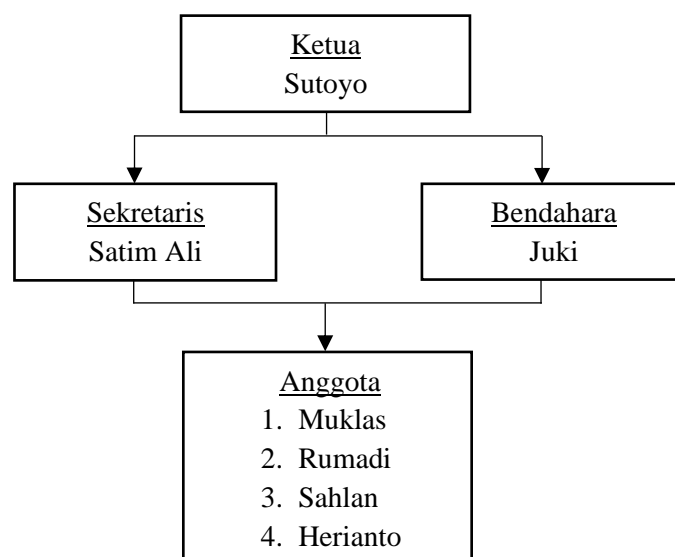 Ketua
Sutoyo
Sekretaris
Satim Ali
Bendahara
Juki
Anggota
1. Muklas
2. Rumadi
3. Sahlan
4. Herianto